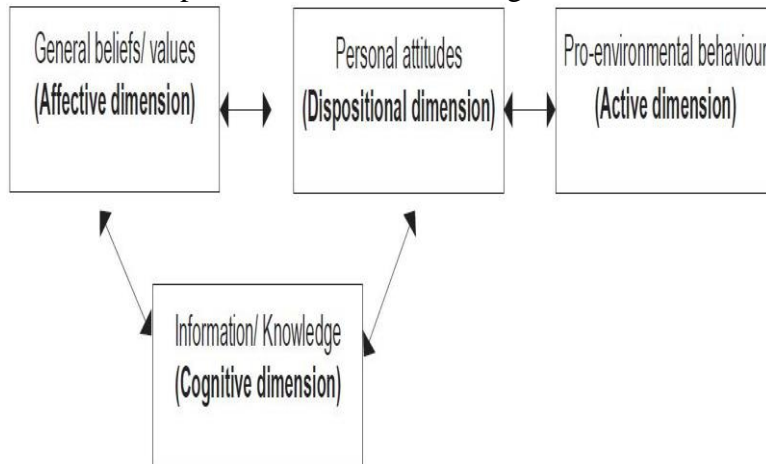 General beliefs/ values
(Affective dimension)
Personal attitudes
(Dispositional dimension)
Pro-environmental behaviour
(Active dimension)
Information/ Knowledge
(Cognitive dimension)